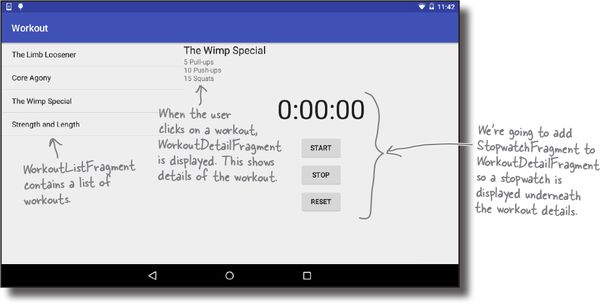 11:42
Workout
The Limb Loosener
Core Agony
The Wimp Special
Strength and Length
The Wimp Special
5 Pull-ups
10 Push-ups
15 Squats
0:00:00
START
STOP
RESET
WorkoutListFragment
contains a list of
workouts.
When the user
clicks on a workout,
WorkoutDetailFragment
is displayed. This shows
details of the workout.
We're going to add
StopwatchFragment to
WorkoutDetailFragment
so a stopwatch is
displayed underneath
the workout details.